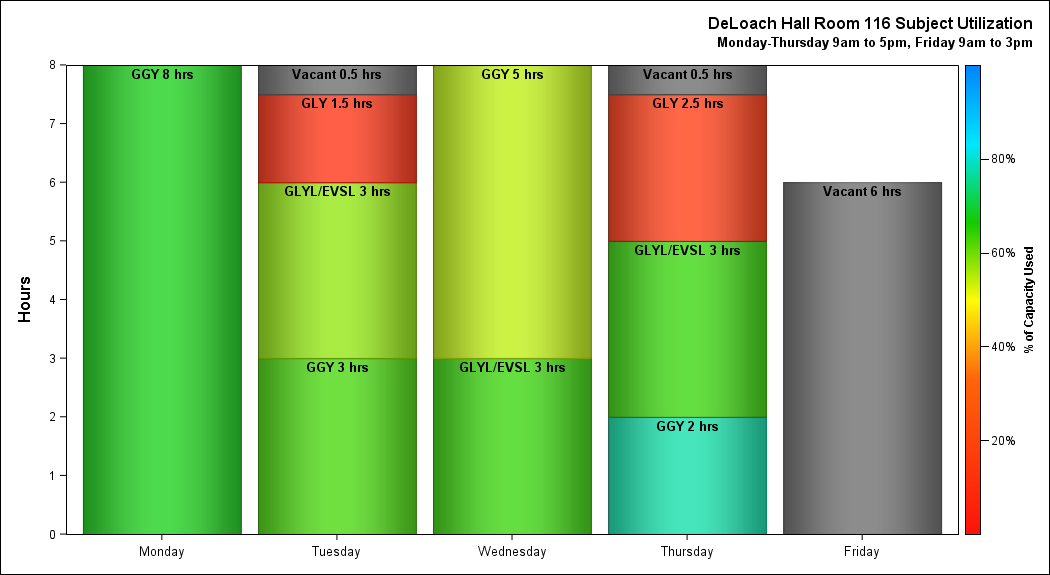 DeLoach Hall Room 116 Subject Utilization
Monday-Thursday 9am to 5pm, Friday 9am to 3pm
Hours
8
7
6
5
4
3
2
1
0
GGY 8 hrs
Vacant 0.5 hrs
GLY 1.5 hrs
GLYL/EVSL 3 hrs
GGY 3 hrs
GGY 5 hrs
GLYL/EVSL 3 hrs
Vacant 0.5 hrs
GLY 2.5 hrs
GLYL/EVSL 3 hrs
GGY 2 hrs
Vacant 6 hrs
Monday
Tuesday
Wednesday
Thursday
Friday
80%
60%
40%
20%
% of Capacity Used